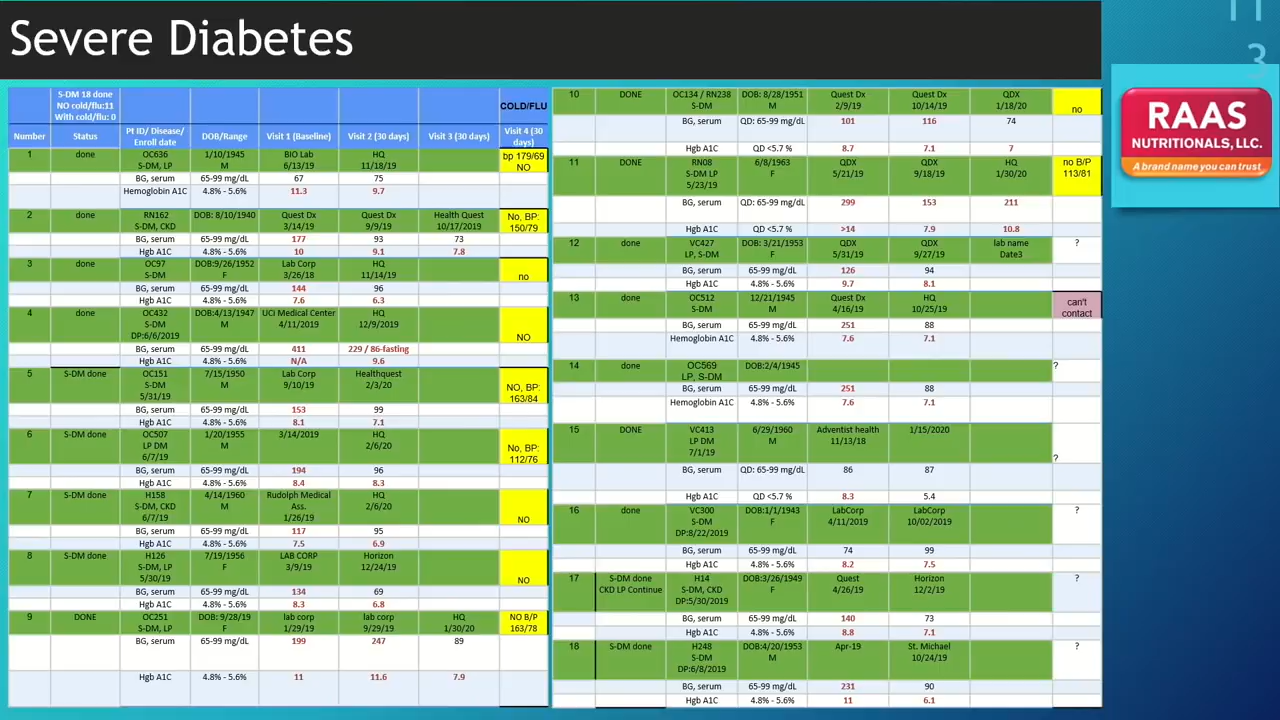 Severe Diabetes
11
3
RAAS
NUTRITIONALS, LLC.
A brand name you can trust
S-DM 18 done
NO cold/flu:11
With cold/flu: 0
COLD/FLU
Number Status Pt ID/ Disease/ Enroll date DOB/Range Visit 1 (Baseline) Visit 2 (30 days) Visit 3 (30 days) Visit 4 (30 days)
1 done OC636 S-DM, LP 1/10/1945 M BIO Lab 6/13/19 HQ 11/18/19 bp 179/69 NO
BG, serum 65-99 mg/dL 67 75
Hemoglobin A1C 4.8% - 5.6% 11.3 9.7
2 done RN162 S-DM, CKD DOB: 8/10/1940 Quest Dx 3/14/19 Quest Dx 9/9/19 Health Quest 10/17/2019 No, BP: 150/79
BG, serum 65-99 mg/dL 177 93 73
Hgb A1C 4.8% - 5.6% 10 9.1 7.8
3 done OC97 S-DM DOB:9/26/1952 F Lab Corp 3/26/18 HQ 11/14/19 no
BG, serum 65-99 mg/dL 144 96
Hgb A1C 4.8% - 5.6% 7.6 6.3
4 done OC432 S-DM DP:6/6/2019 DOB:4/13/1947 M UCI Medical Center 4/11/2019 HQ 12/9/2019 NO
BG, serum 65-99 mg/dL 411 229 / 86-fasting
Hgb A1C 4.8% - 5.6% N/A 9.6
5 S-DM done OC151 S-DM 5/31/19 7/15/1950 M Lab Corp 9/10/19 Healthquest 2/3/20 NO, BP: 163/84
BG, serum 65-99 mg/dL 153 99
Hgb A1C 4.8% - 5.6% 8.1 7.1
6 S-DM done OC507 LP DM 6/7/19 1/20/1955 M 3/14/2019 HQ 2/6/20 No, BP: 112/76
BG, serum 65-99 mg/dL 194 96
Hgb A1C 4.8% - 5.6% 8.4 8.3
7 S-DM done H158 S-DM, CKD 6/7/19 4/14/1960 M Rudolph Medical Ass. 1/26/19 HQ 2/6/20 NO
BG, serum 65-99 mg/dL 117 95
Hgb A1C 4.8% - 5.6% 7.5 6.9
8 S-DM done H126 S-DM, LP 5/30/19 7/19/1956 F LAB CORP 3/9/19 Horizon 12/24/19 NO
BG, serum 65-99 mg/dL 134 69
Hgb A1C 4.8% - 5.6% 8.3 6.8
9 DONE OC251 S-DM, LP DOB: 9/28/19 F lab corp 1/29/19 lab corp 9/29/19 HQ 1/30/20 NO B/P 163/78
BG, serum 65-99 mg/dL 199 247 89
Hgb A1C 4.8% - 5.6% 11 11.6 7.9
10 DONE OC134 / RN238 S-DM DOB: 8/28/1951 M Quest Dx 2/9/19 Quest Dx 10/14/19 QDX 1/18/20 no
BG, serum QD: 65-99 mg/dL 101 116 74
Hgb A1C QD <5.7 % 8.7 7.1 7
11 DONE RN08 S-DM LP 5/23/19 6/8/1963 F QDX 5/21/19 QDX 9/18/19 HQ 1/30/20 no B/P 113/81
BG, serum QD: 65-99 mg/dL 299 153 211
Hgb A1C QD <5.7 % >14 7.9 10.8
12 done VC427 LP, S-DM DOB: 3/21/1953 F QDX 5/31/19 QDX 9/27/19 lab name Date3 ?
BG, serum 65-99 mg/dL 126 94
Hgb A1C 4.8% - 5.6% 9.7 8.1
13 done OC512 S-DM 12/21/1945 M Quest Dx 4/16/19 HQ 10/25/19 can't contact
BG, serum 65-99 mg/dL 251 88
Hemoglobin A1C 4.8% - 5.6% 7.6 7.1
14 done OC569 LP, S-DM DOB:2/4/1945 ?
BG, serum 65-99 mg/dL 251 88
Hemoglobin A1C 4.8% - 5.6% 7.6 7.1
15 DONE VC413 LP DM 7/1/19 6/29/1960 M Adventist health 11/13/18 1/15/2020 ?
BG, serum QD: 65-99 mg/dL 86 87
Hgb A1C QD <5.7 % 8.3 5.4
16 done VC300 S-DM DP:8/22/2019 DOB:1/1/1943 F LabCorp 4/11/2019 LabCorp 10/02/2019 ?
BG, serum 65-99 mg/dL 74 99
Hgb A1C 4.8% - 5.6% 8.2 7.5
17 S-DM done CKD LP Continue H14 S-DM, CKD DP:5/30/2019 DOB:3/26/1949 F Quest 4/26/19 Horizon 12/2/19 ?
BG, serum 65-99 mg/dL 140 73
Hgb A1C 4.8% - 5.6% 8.8 7.1
18 S-DM done H248 S-DM DP:6/8/2019 DOB:4/20/1953 M Apr-19 St. Michael 10/24/19 ?
BG, serum 65-99 mg/dL 231 90
Hgb A1C 4.8% - 5.6% 11 6.1